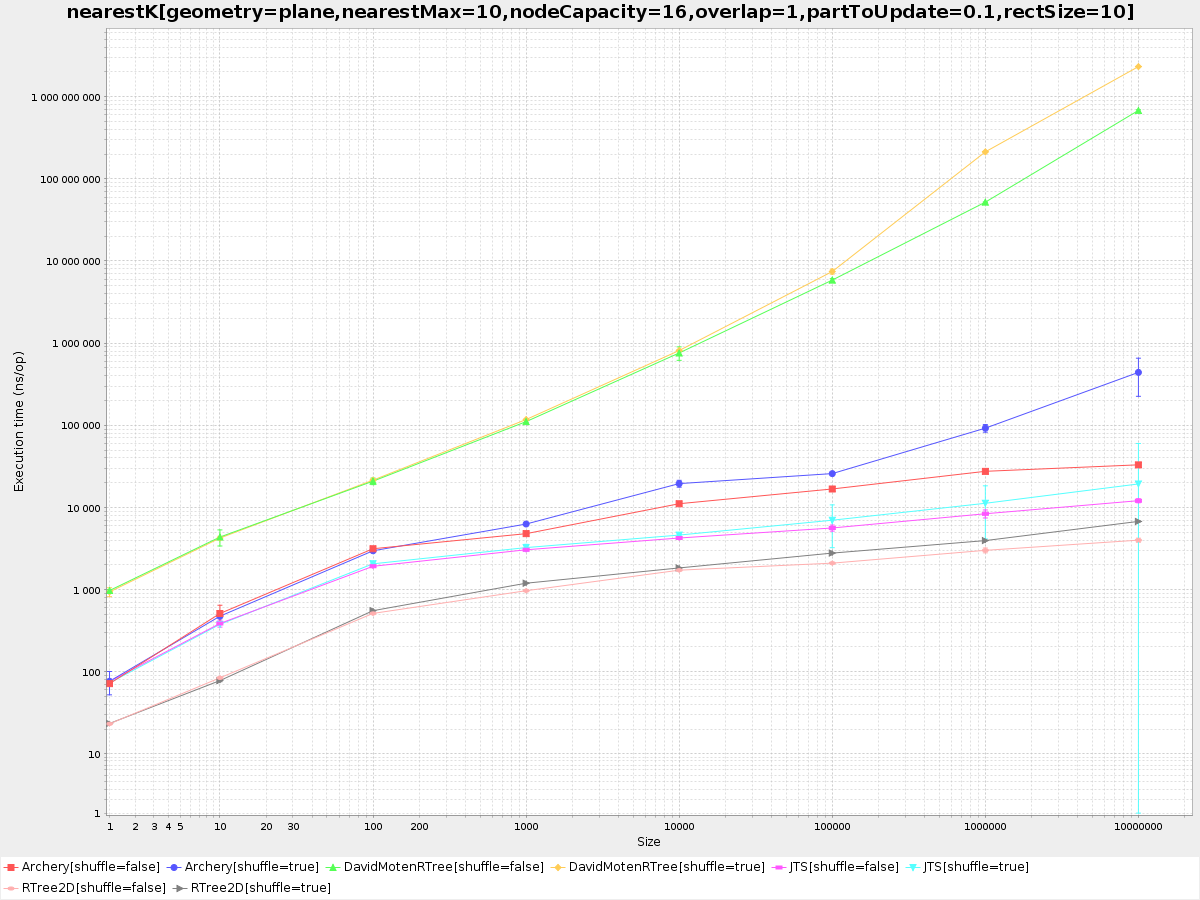 nearestK[geometry=plane,nearestMax=10,nodeCapacity=16,overlap=1,partToUpdate=0.1,rectSize=10]
Execution time (ns/op)
1 000 000 000
100 000 000
10 000 000
1 000 000
100 000
10 000
1 000
100
10
1
1 2 3 4 5 10 20 30 100 200 1000 10000 100000 1000000 10000000
Size
Archery[shuffle=false] Archery[shuffle=true] DavidMotenRTree[shuffle=false] DavidMotenRTree[shuffle=true] JTS[shuffle=false] JTS[shuffle=true]
RTree2D[shuffle=false] RTree2D[shuffle=true]